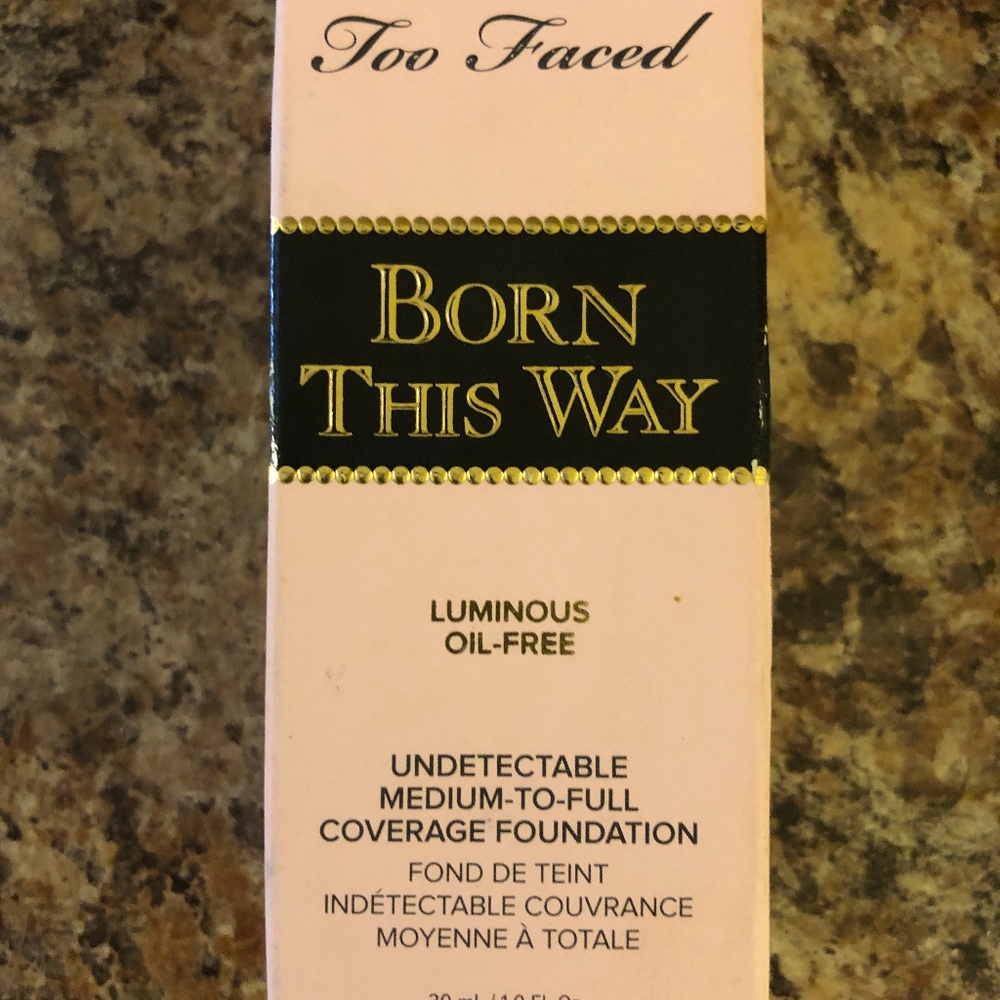 Too Faced
BORN
THIS WAY
LUMINOUS
OIL-FREE
UNDETECTABLE
MEDIUM-TO-FULL
COVERAGE FOUNDATION
FOND DE TEINT
INDÉTECTABLE COUVRANCE
MOYENNE À TOTALE